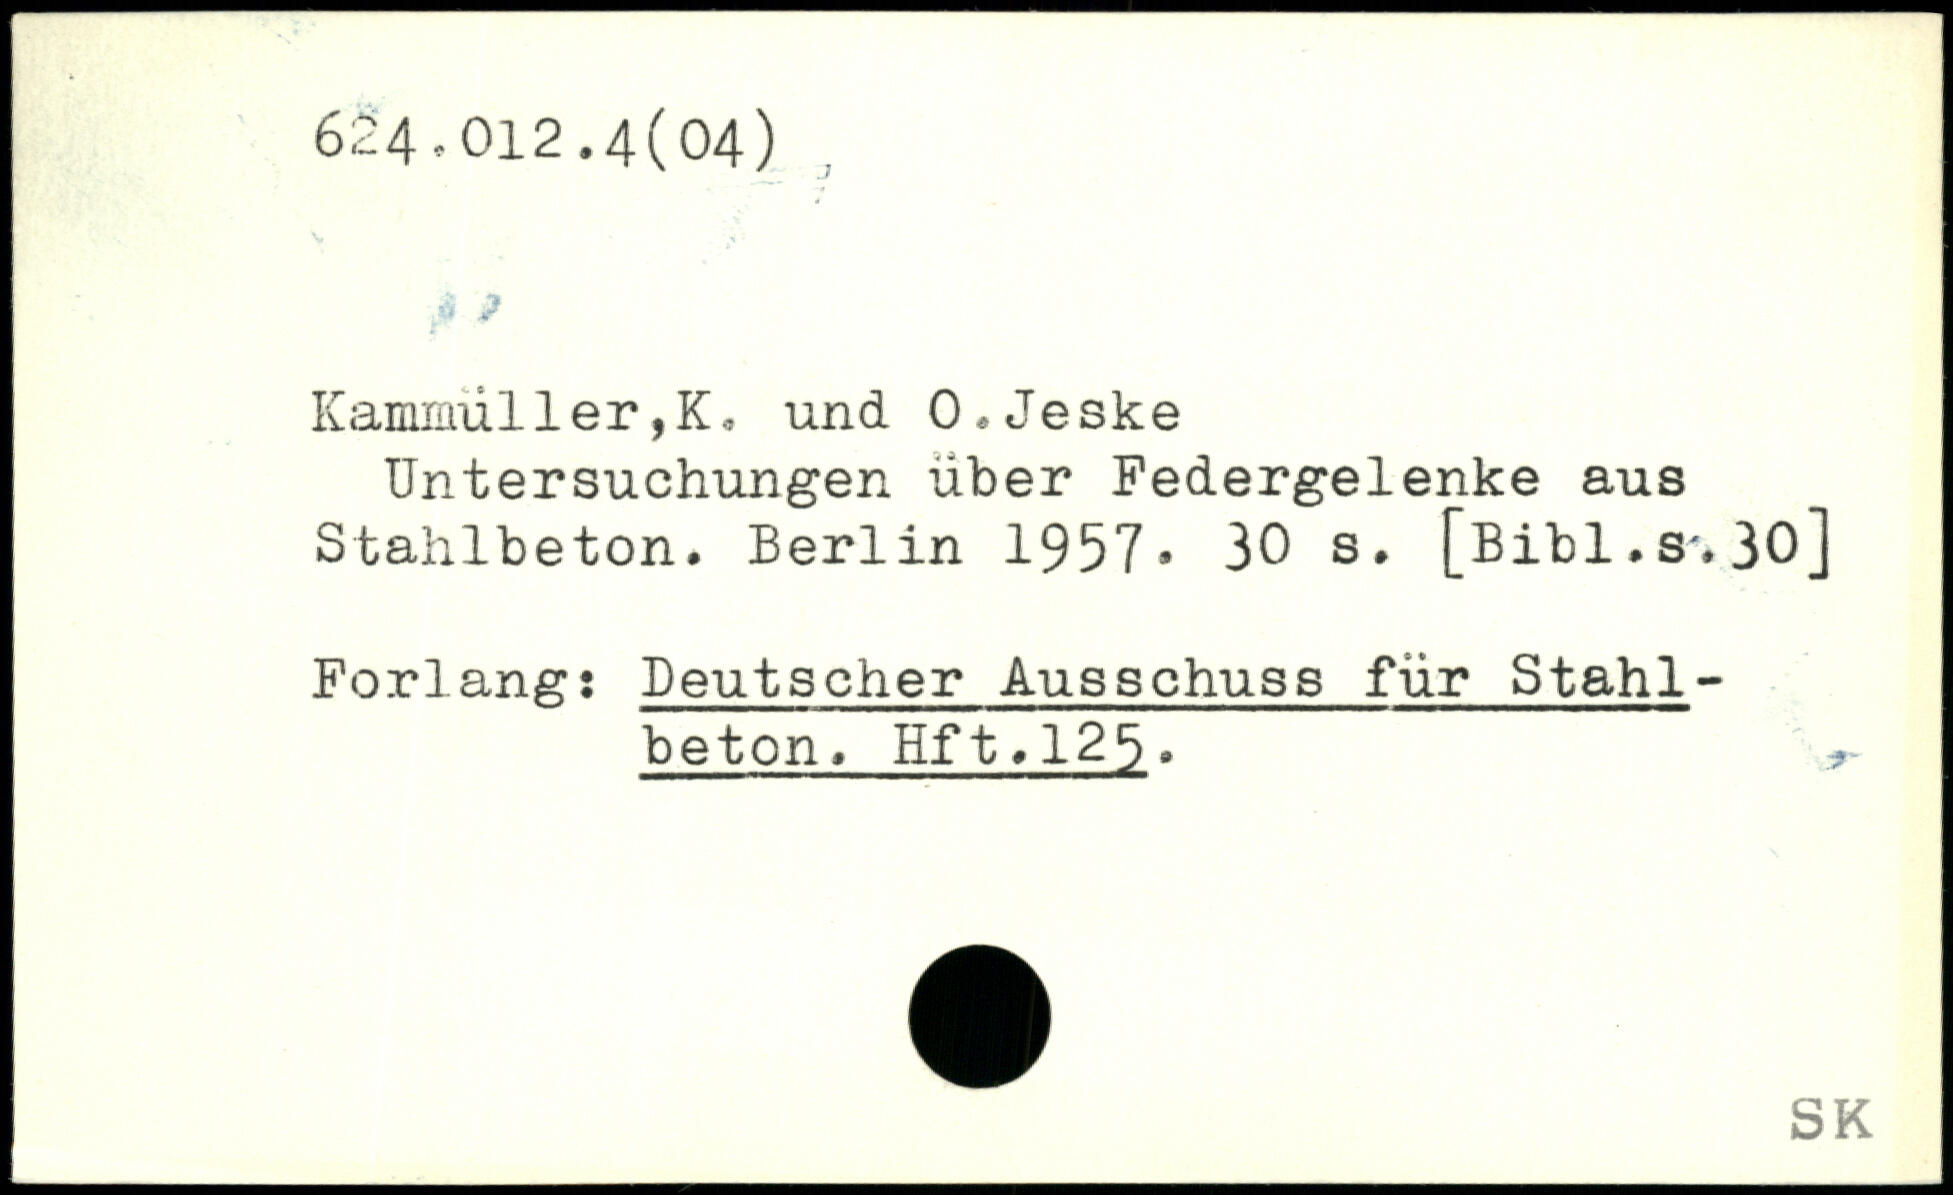 624.012.4(04)
Kammüller,K. und O.Jeske
Untersuchungen über Federgelenke aus
Stahlbeton. Berlin 1957. 30 s. [Bibl.s.30]
Forlang: Deutscher Ausschuss für Stahl-
beton. Hft.125.
SK